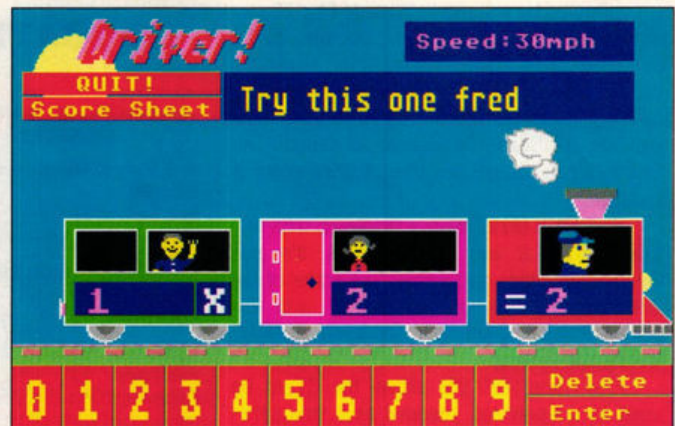 Driver!
Speed:30mph
QUIT!
Score Sheet
Try this one fred
1 X 2 = 2
0 1 2 3 4 5 6 7 8 9
Delete
Enter